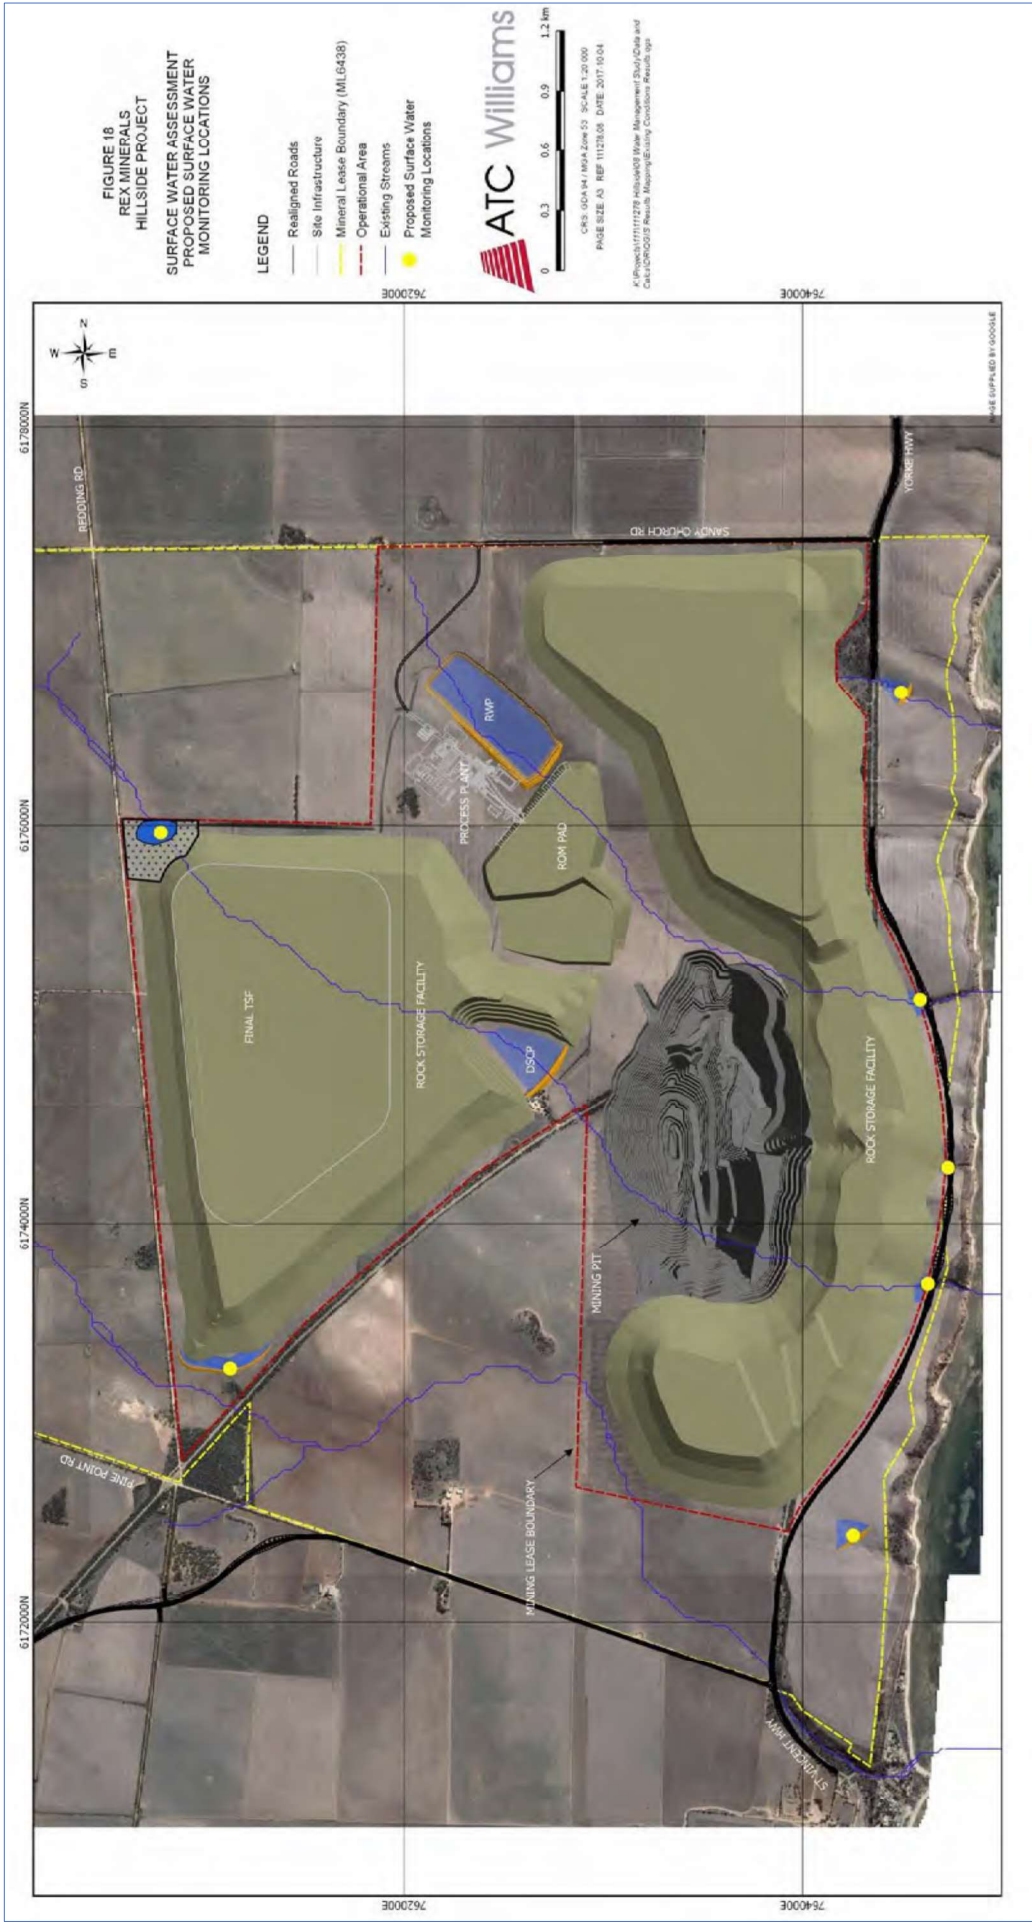 FIGURE 18
REX MINERALS
HILLSIDE PROJECT
SURFACE WATER ASSESSMENT
PROPOSED SURFACE WATER
MONITORING LOCATIONS
LEGEND
Realigned Roads
Site Infrastructure
Mineral Lease Boundary (ML6438)
Operational Area
Existing Streams
Proposed Surface Water
Monitoring Locations
ATC Williams
0 0.3 0.6 0.9 1.2 km
CRS: GDA 94 / MGA Zone 53 SCALE 1:20 000
PAGE SIZE: A3 REF 111278.08 DATE: 2017-10-04
762000E
764000E
6172000N
6174000N
6176000N
6178000N
W
N
S
E
REDDING RD
PINE POINT RD
FINAL TSF
ROCK STORAGE FACILITY
DSCP
PROCESS PLANT
RWP
ROM PAD
SANDY CHURCH RD
MINING LEASE BOUNDARY
MINING PIT
ROCK STORAGE FACILITY
ST VINCENT HWY
YORKE HWY
762000E
764000E
SUPPLIED BY GOOGLE